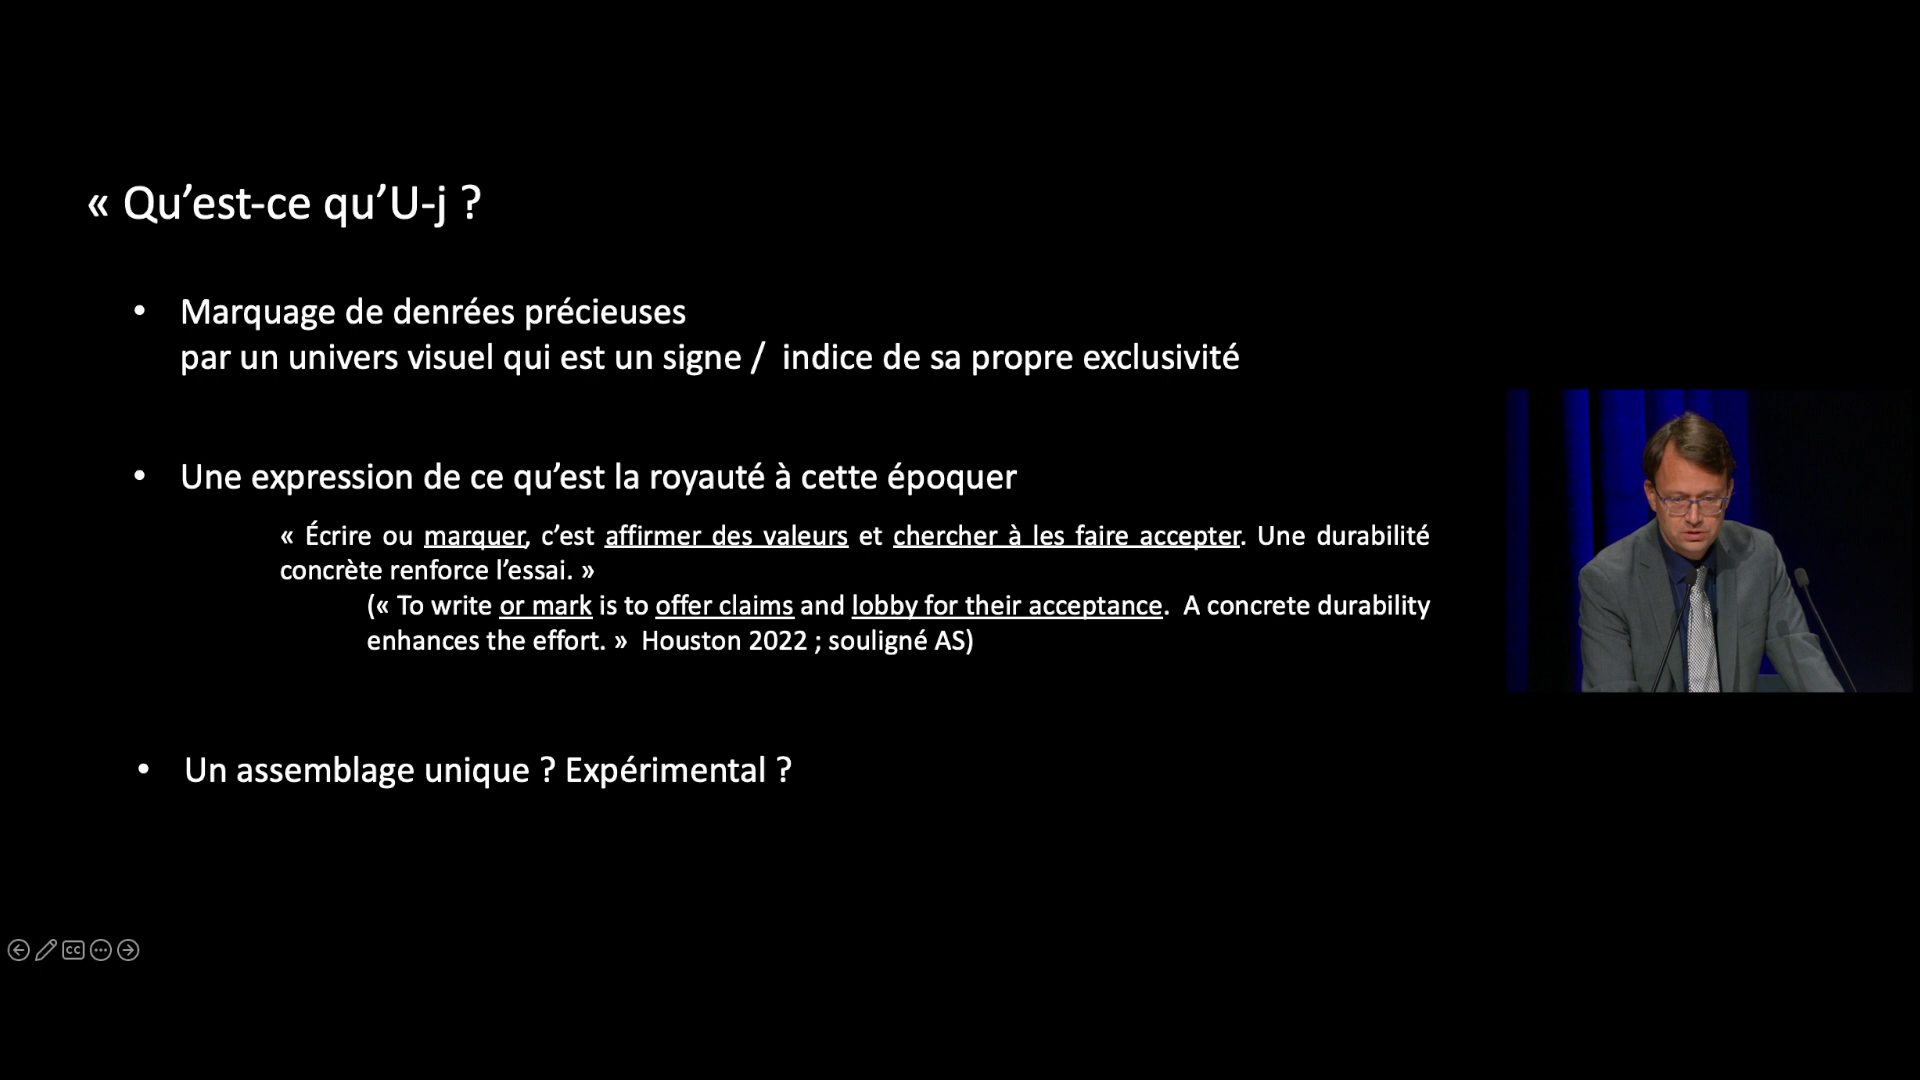 « Qu’est-ce qu’U-j ?
• Marquage de denrées précieuses
par un univers visuel qui est un signe / indice de sa propre exclusivité
• Une expression de ce qu’est la royauté à cette époquer
« Écrire ou marquer, c’est affirmer des valeurs et chercher à les faire accepter. Une durabilité
concrète renforce l’essai. »
(« To write or mark is to offer claims and lobby for their acceptance. A concrete durability
enhances the effort. » Houston 2022 ; souligné AS)
• Un assemblage unique ? Expérimental ?
CC